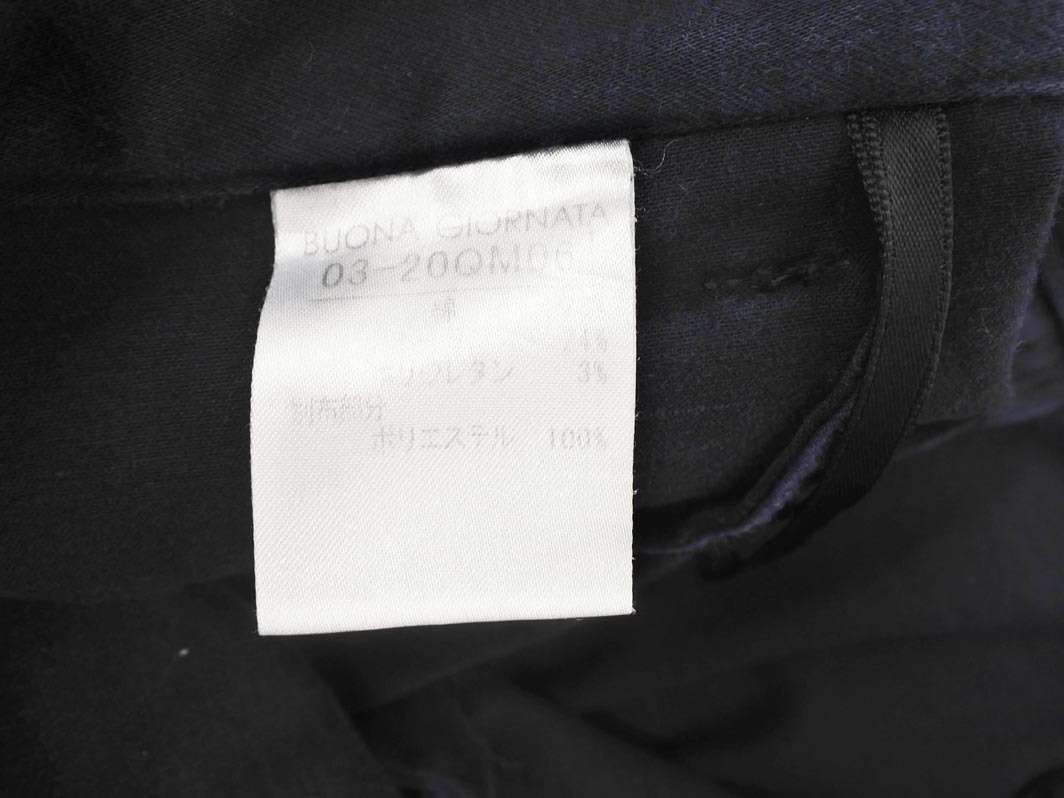 BUONA GIORNATA
03-20QM06
綿
74%
ポリウレタン 3%
別布部分
ポリエステル 100%